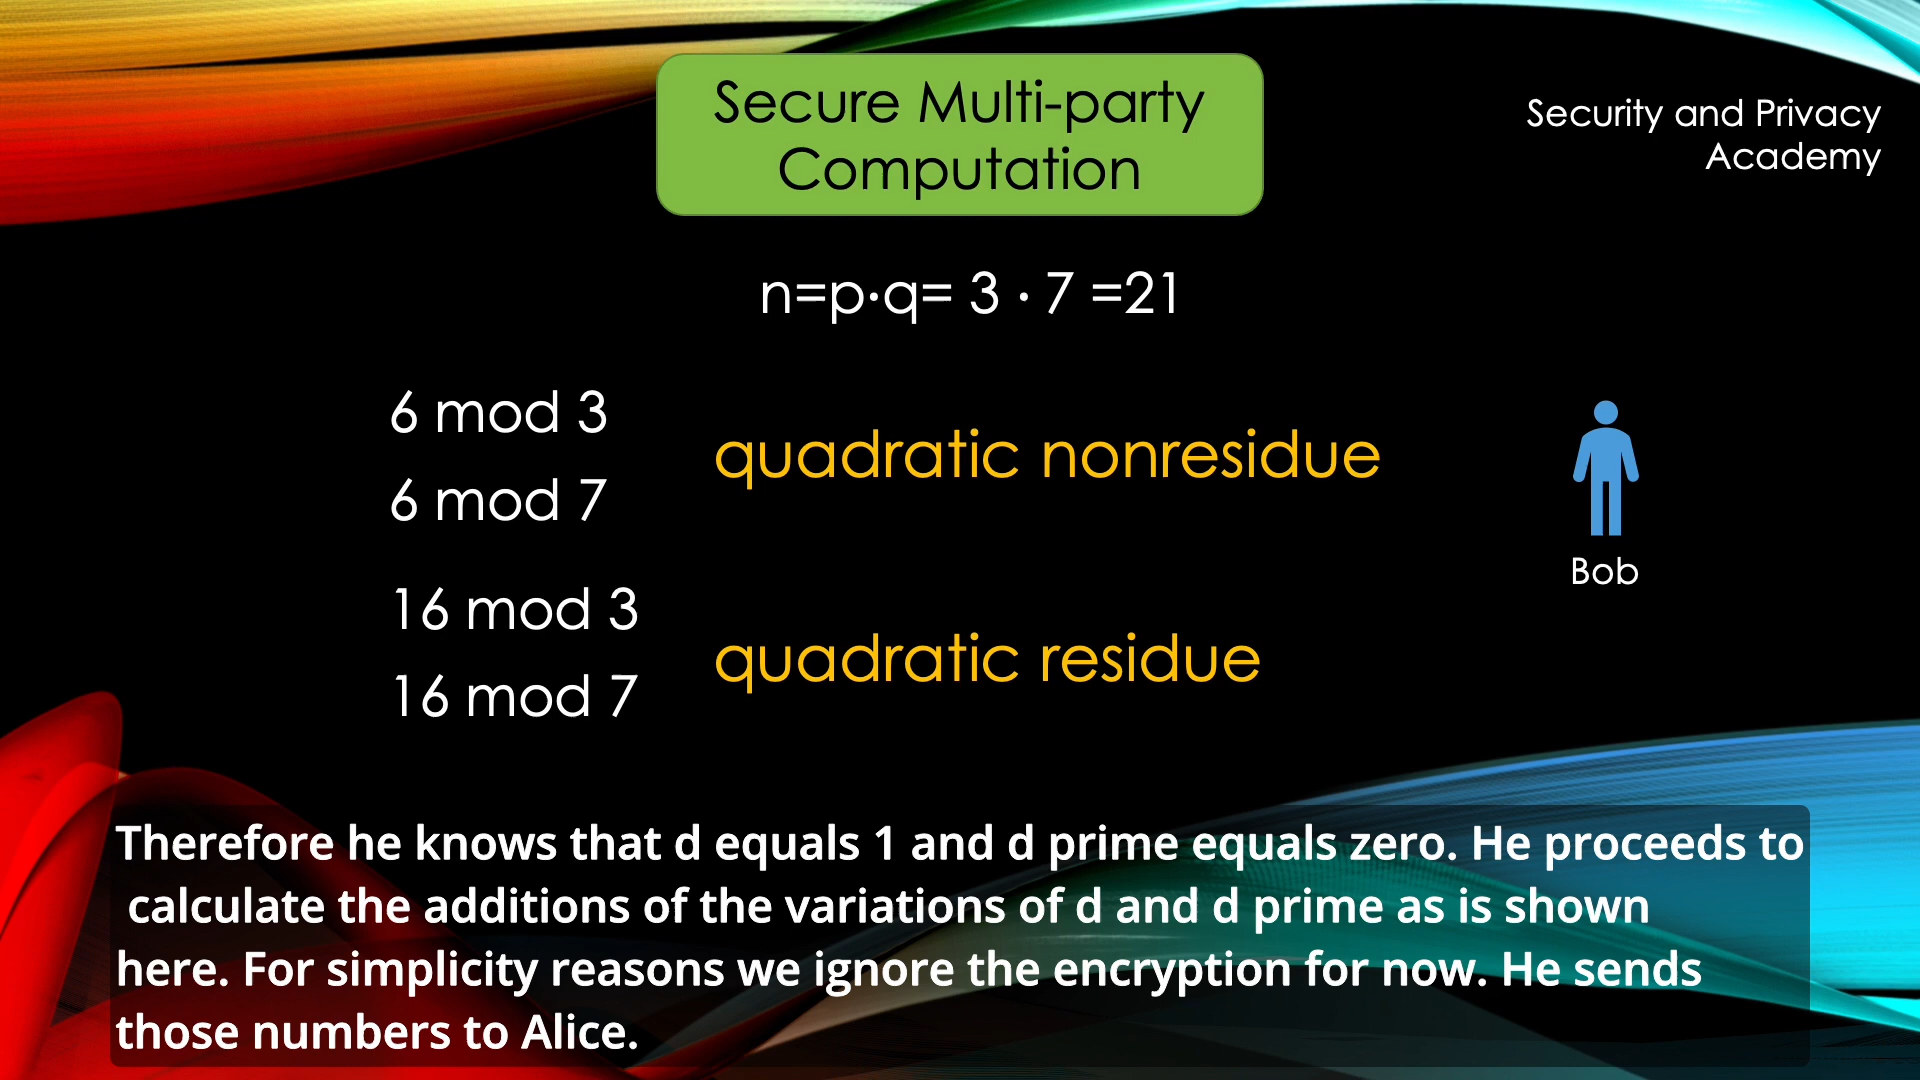 Secure Multi-party
Computation
Security and Privacy
Academy
n=p·q= 3 · 7 =21
6 mod 3
6 mod 7
quadratic nonresidue
Bob
16 mod 3
16 mod 7
quadratic residue
Therefore he knows that d equals 1 and d prime equals zero. He proceeds to
calculate the additions of the variations of d and d prime as is shown
here. For simplicity reasons we ignore the encryption for now. He sends
those numbers to Alice.